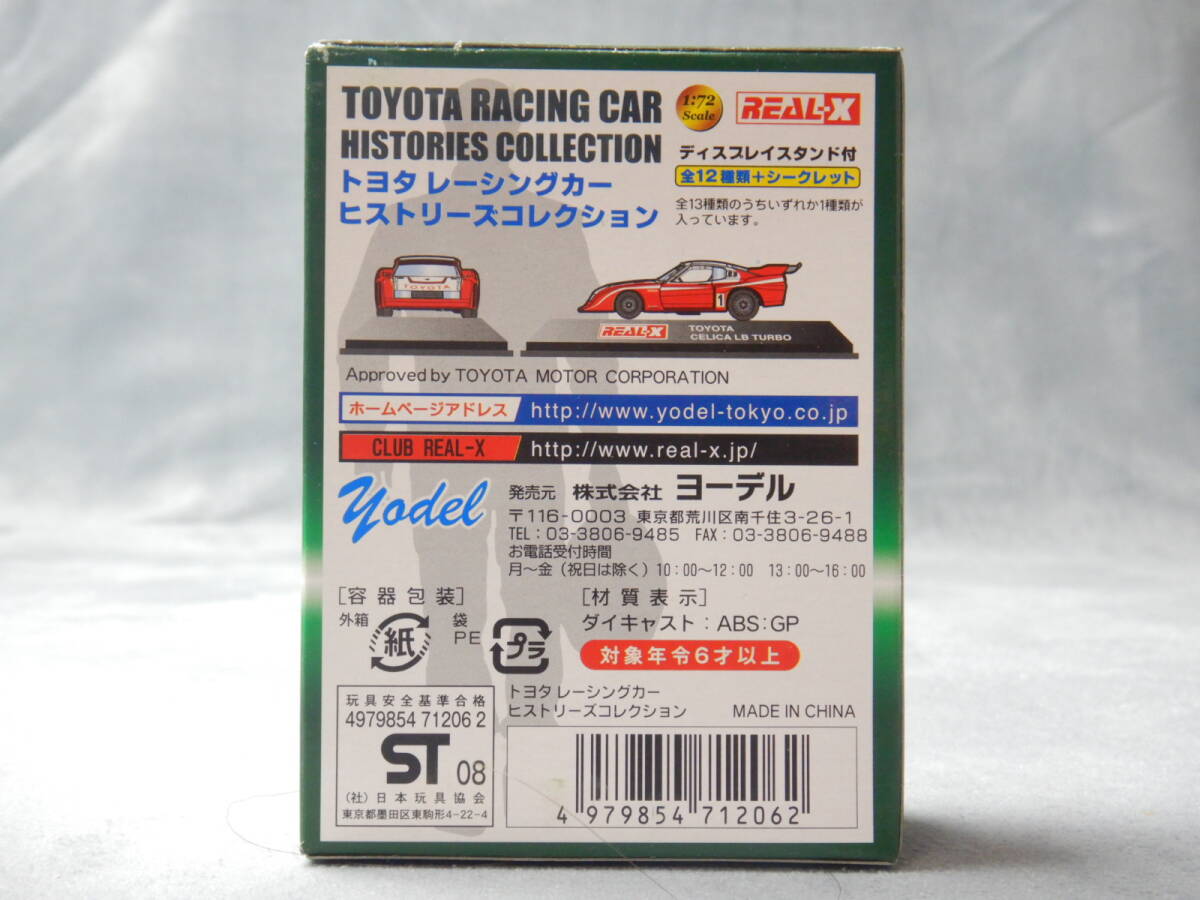 TOYOTA RACING CAR
HISTORIES COLLECTION
トヨタ レーシングカー
ヒストリーズコレクション
1:72
Scale
REAL-X
ディスプレイスタンド付
全12種類+シークレット
全13種類のうちいずれか1種類が
入っています。
TOYOTA
1
REAL-X
TOYOTA
CELICA LB TURBO
Approved by TOYOTA MOTOR CORPORATION
ホームページアドレス http://www.yodel-tokyo.co.jp
CLUB REAL-X http://www.real-x.jp/
Yodel
発売元 株式会社 ヨーデル
〒116-0003 東京都荒川区南千住3-26-1
TEL:03-3806-9485 FAX:03-3806-9488
お電話受付時間
月〜金（祝日は除く）10:00〜12:00 13:00〜16:00
[容器包装]
外箱 紙 袋 PE プラ
[材質表示]
ダイキャスト:ABS:GP
対象年令6才以上
玩具安全基準合格
4979854 71206 2
ST 08
（社）日本玩具協会
東京都墨田区東駒形4-22-4
トヨタ レーシングカー
ヒストリーズコレクション MADE IN CHINA
4 979854 712062